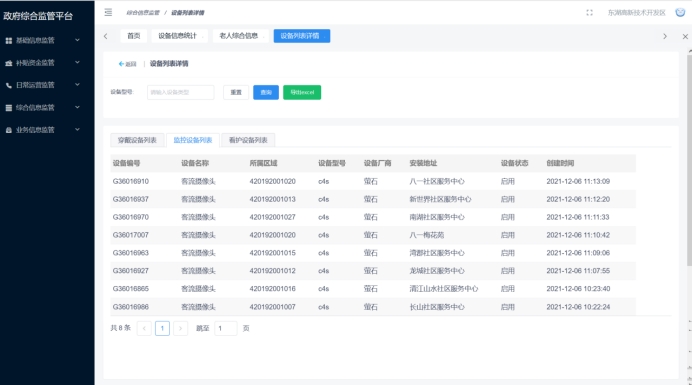 政府综合监管平台
综合信息监管 / 设备列表详情
东湖高新技术开发区
基础信息监管
补贴资金监管
日常运营监管
综合信息监管
业务信息监管
首页 设备信息统计 老人综合信息 设备列表详情
返回 设备列表详情
设备型号 请输入设备类型 重置 查询 导出excel
穿戴设备列表 监控设备列表 看护设备列表
设备编号 设备名称 所属区域 设备型号 设备厂商 安装地址 设备状态 创建时间
G36016910 客流摄像头 420192001020 c4s 萤石 八一社区服务中心 启用 2021-12-06 11:13:09
G36016937 客流摄像头 420192001013 c4s 萤石 新世界社区服务中心 启用 2021-12-06 11:12:20
G36016970 客流摄像头 420192001027 c4s 萤石 南湖社区服务中心 启用 2021-12-06 11:11:33
G36017007 客流摄像头 420192001020 c4s 萤石 八一梅花苑 启用 2021-12-06 11:10:42
G36016963 客流摄像头 420192001015 c4s 萤石 湾郡社区服务中心 启用 2021-12-06 11:09:06
G36016927 客流摄像头 420192001012 c4s 萤石 龙城社区服务中心 启用 2021-12-06 11:07:55
G36016865 客流摄像头 420192001016 c4s 萤石 清江山水社区服务中心 启用 2021-12-06 10:23:40
G36016986 客流摄像头 420192001007 c4s 萤石 长山社区服务中心 启用 2021-12-06 10:22:24
共 8 条 1 跳至 1 页